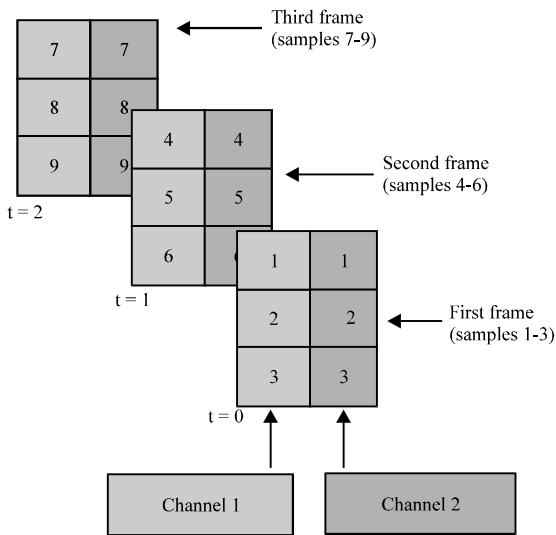 Third frame
(samples 7-9)
7 7
8 8
9 9
t = 2
4 4
5 5
6
Second frame
(samples 4-6)
t = 1
1 1
2 2
3 3
First frame
(samples 1-3)
t = 0
Channel 1
Channel 2